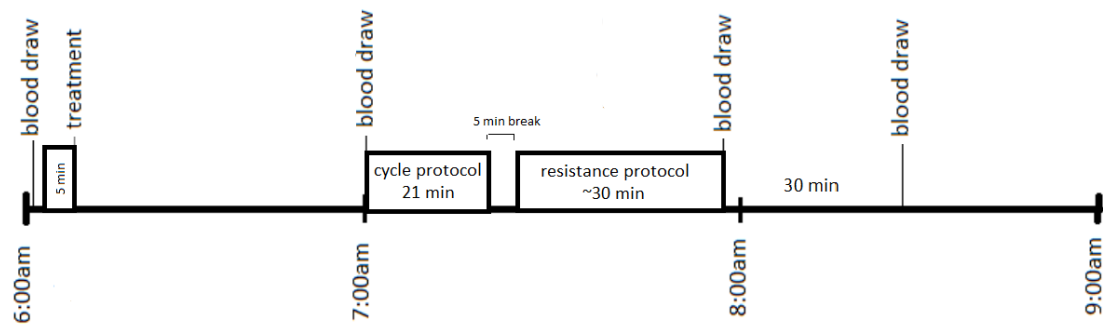 blood draw
treatment
5 min
blood draw
cycle protocol
21 min
5 min break
resistance protocol
~30 min
blood draw
30 min
blood draw
6:00am
7:00am
8:00am
9:00am